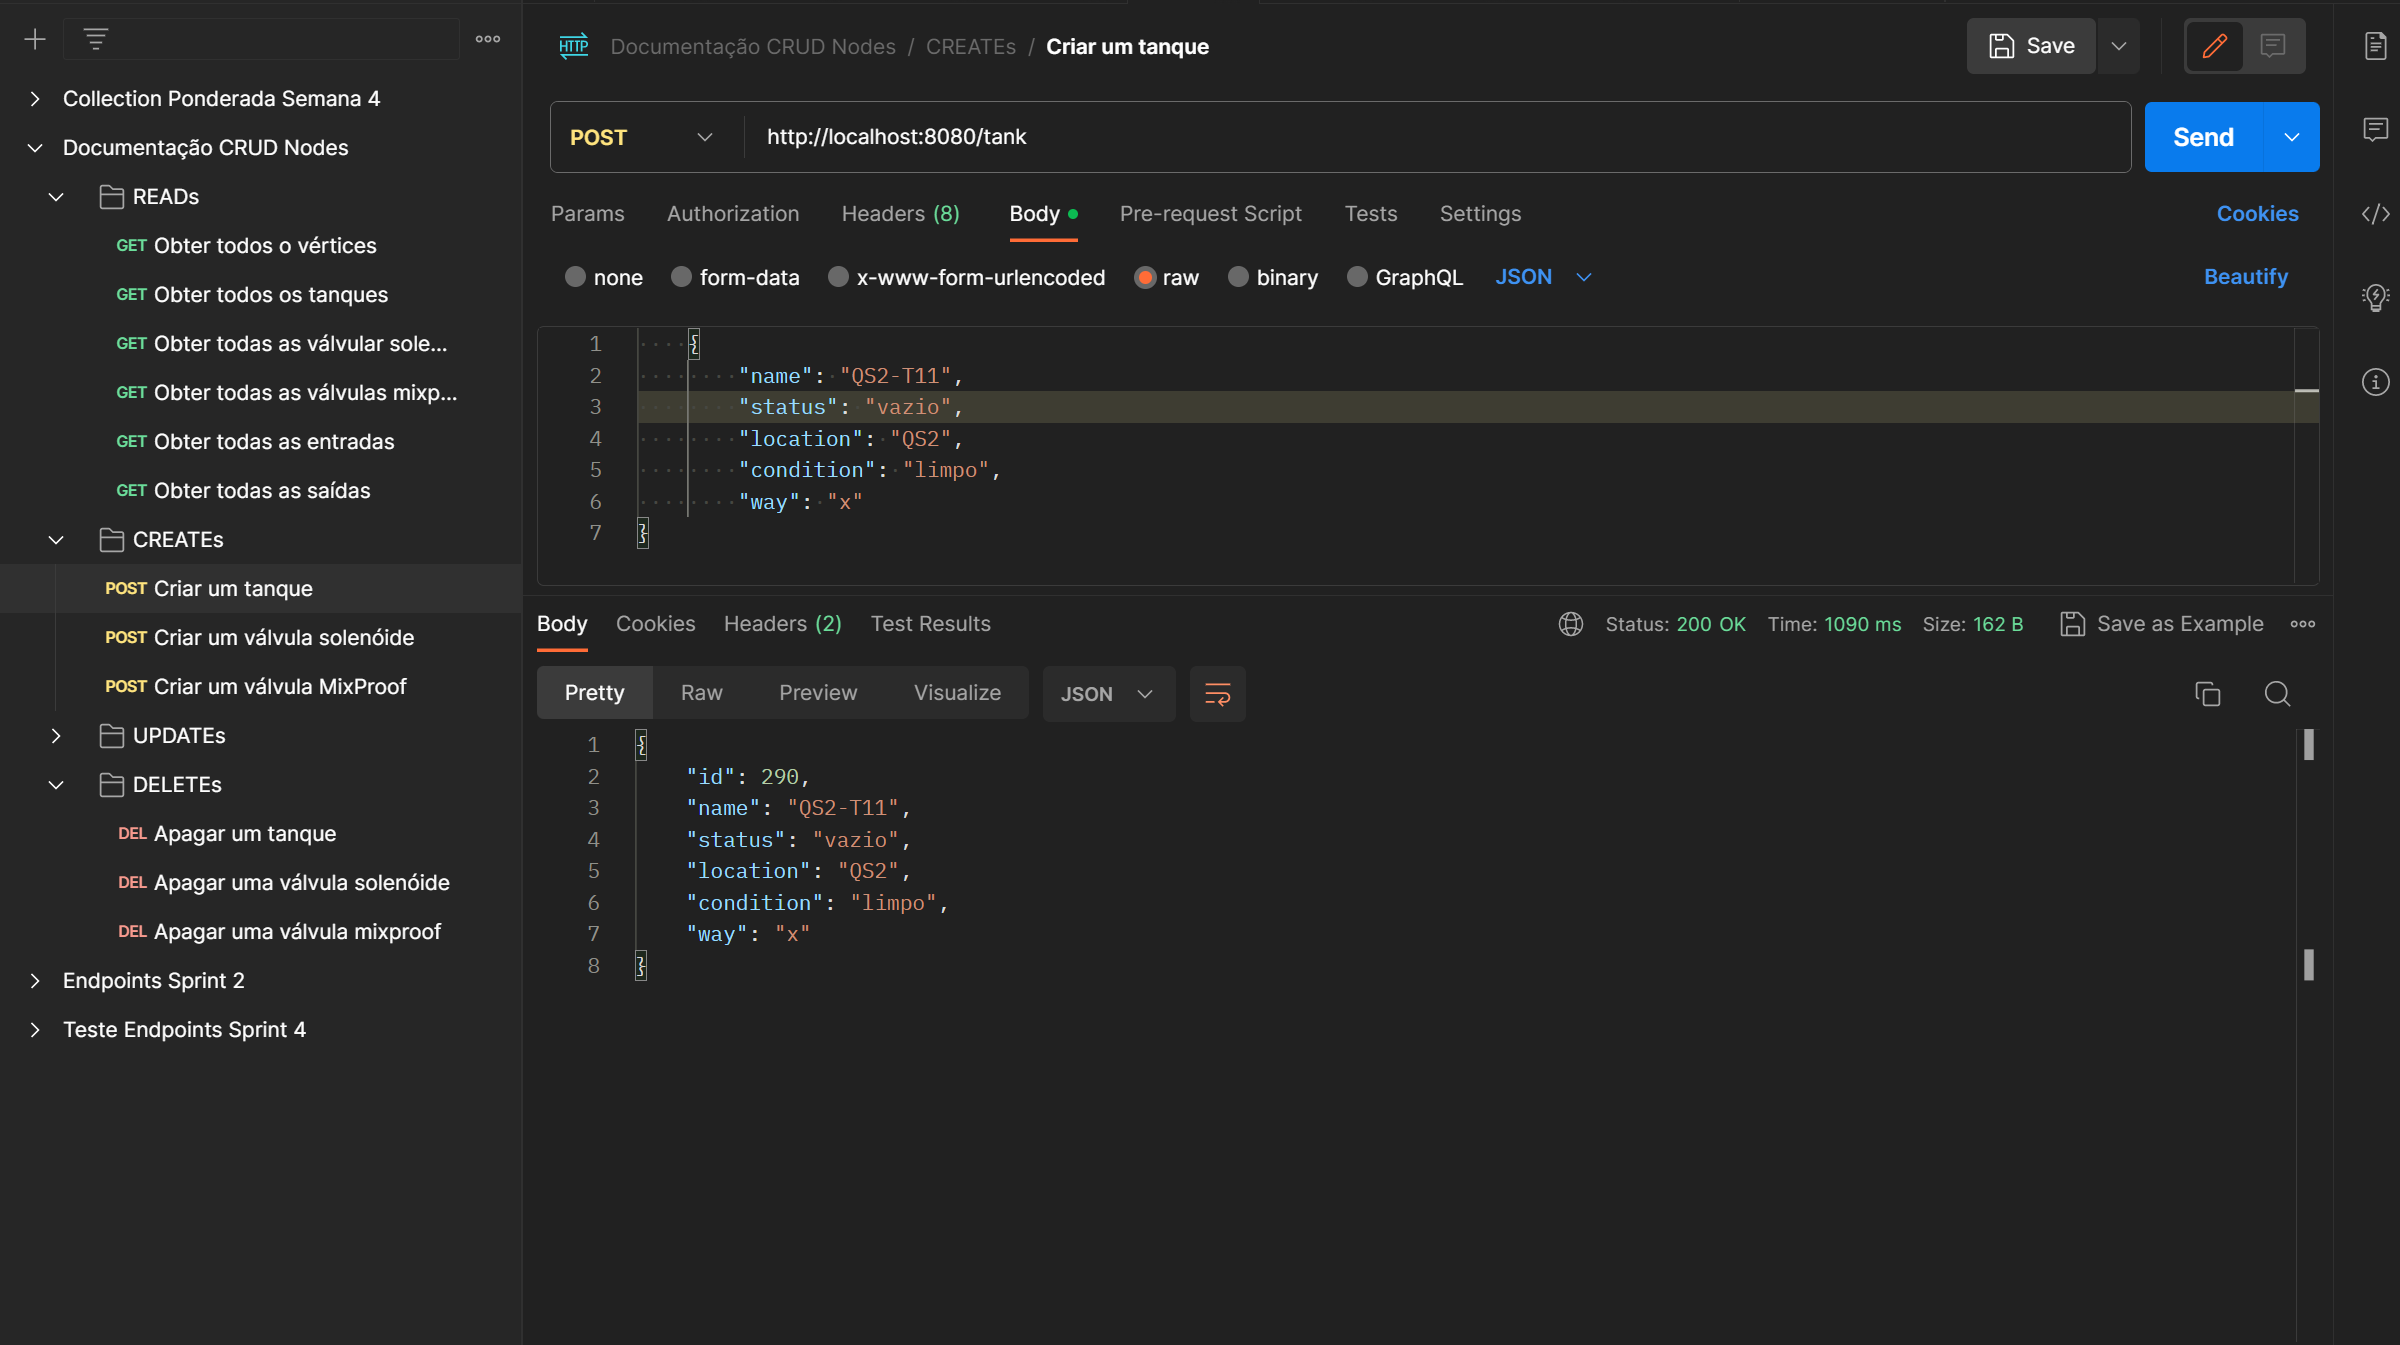 Collection Ponderada Semana 4
Documentação CRUD Nodes
READs
GET Obter todos o vértices
GET Obter todos os tanques
GET Obter todas as válvular sole...
GET Obter todas as válvulas mixp...
GET Obter todas as entradas
GET Obter todas as saídas
CREATEs
POST Criar um tanque
POST Criar um válvula solenóide
POST Criar um válvula MixProof
UPDATEs
DELETEs
DEL Apagar um tanque
DEL Apagar uma válvula solenóide
DEL Apagar uma válvula mixproof
Endpoints Sprint 2
Teste Endpoints Sprint 4
HTTP Documentação CRUD Nodes / CREATEs / Criar um tanque
Save
POST http://localhost:8080/tank
Send
Params Authorization Headers (8) Body Pre-request Script Tests Settings Cookies
none form-data x-www-form-urlencoded raw binary GraphQL JSON Beautify
1 {
2 "name": "QS2-T11",
3 "status": "vazio",
4 "location": "QS2",
5 "condition": "limpo",
6 "way": "x"
7 }
Body Cookies Headers (2) Test Results Status: 200 OK Time: 1090 ms Size: 162 B Save as Example
Pretty Raw Preview Visualize JSON
1 {
2 "id": 290,
3 "name": "QS2-T11",
4 "status": "vazio",
5 "location": "QS2",
6 "condition": "limpo",
7 "way": "x"
8 }